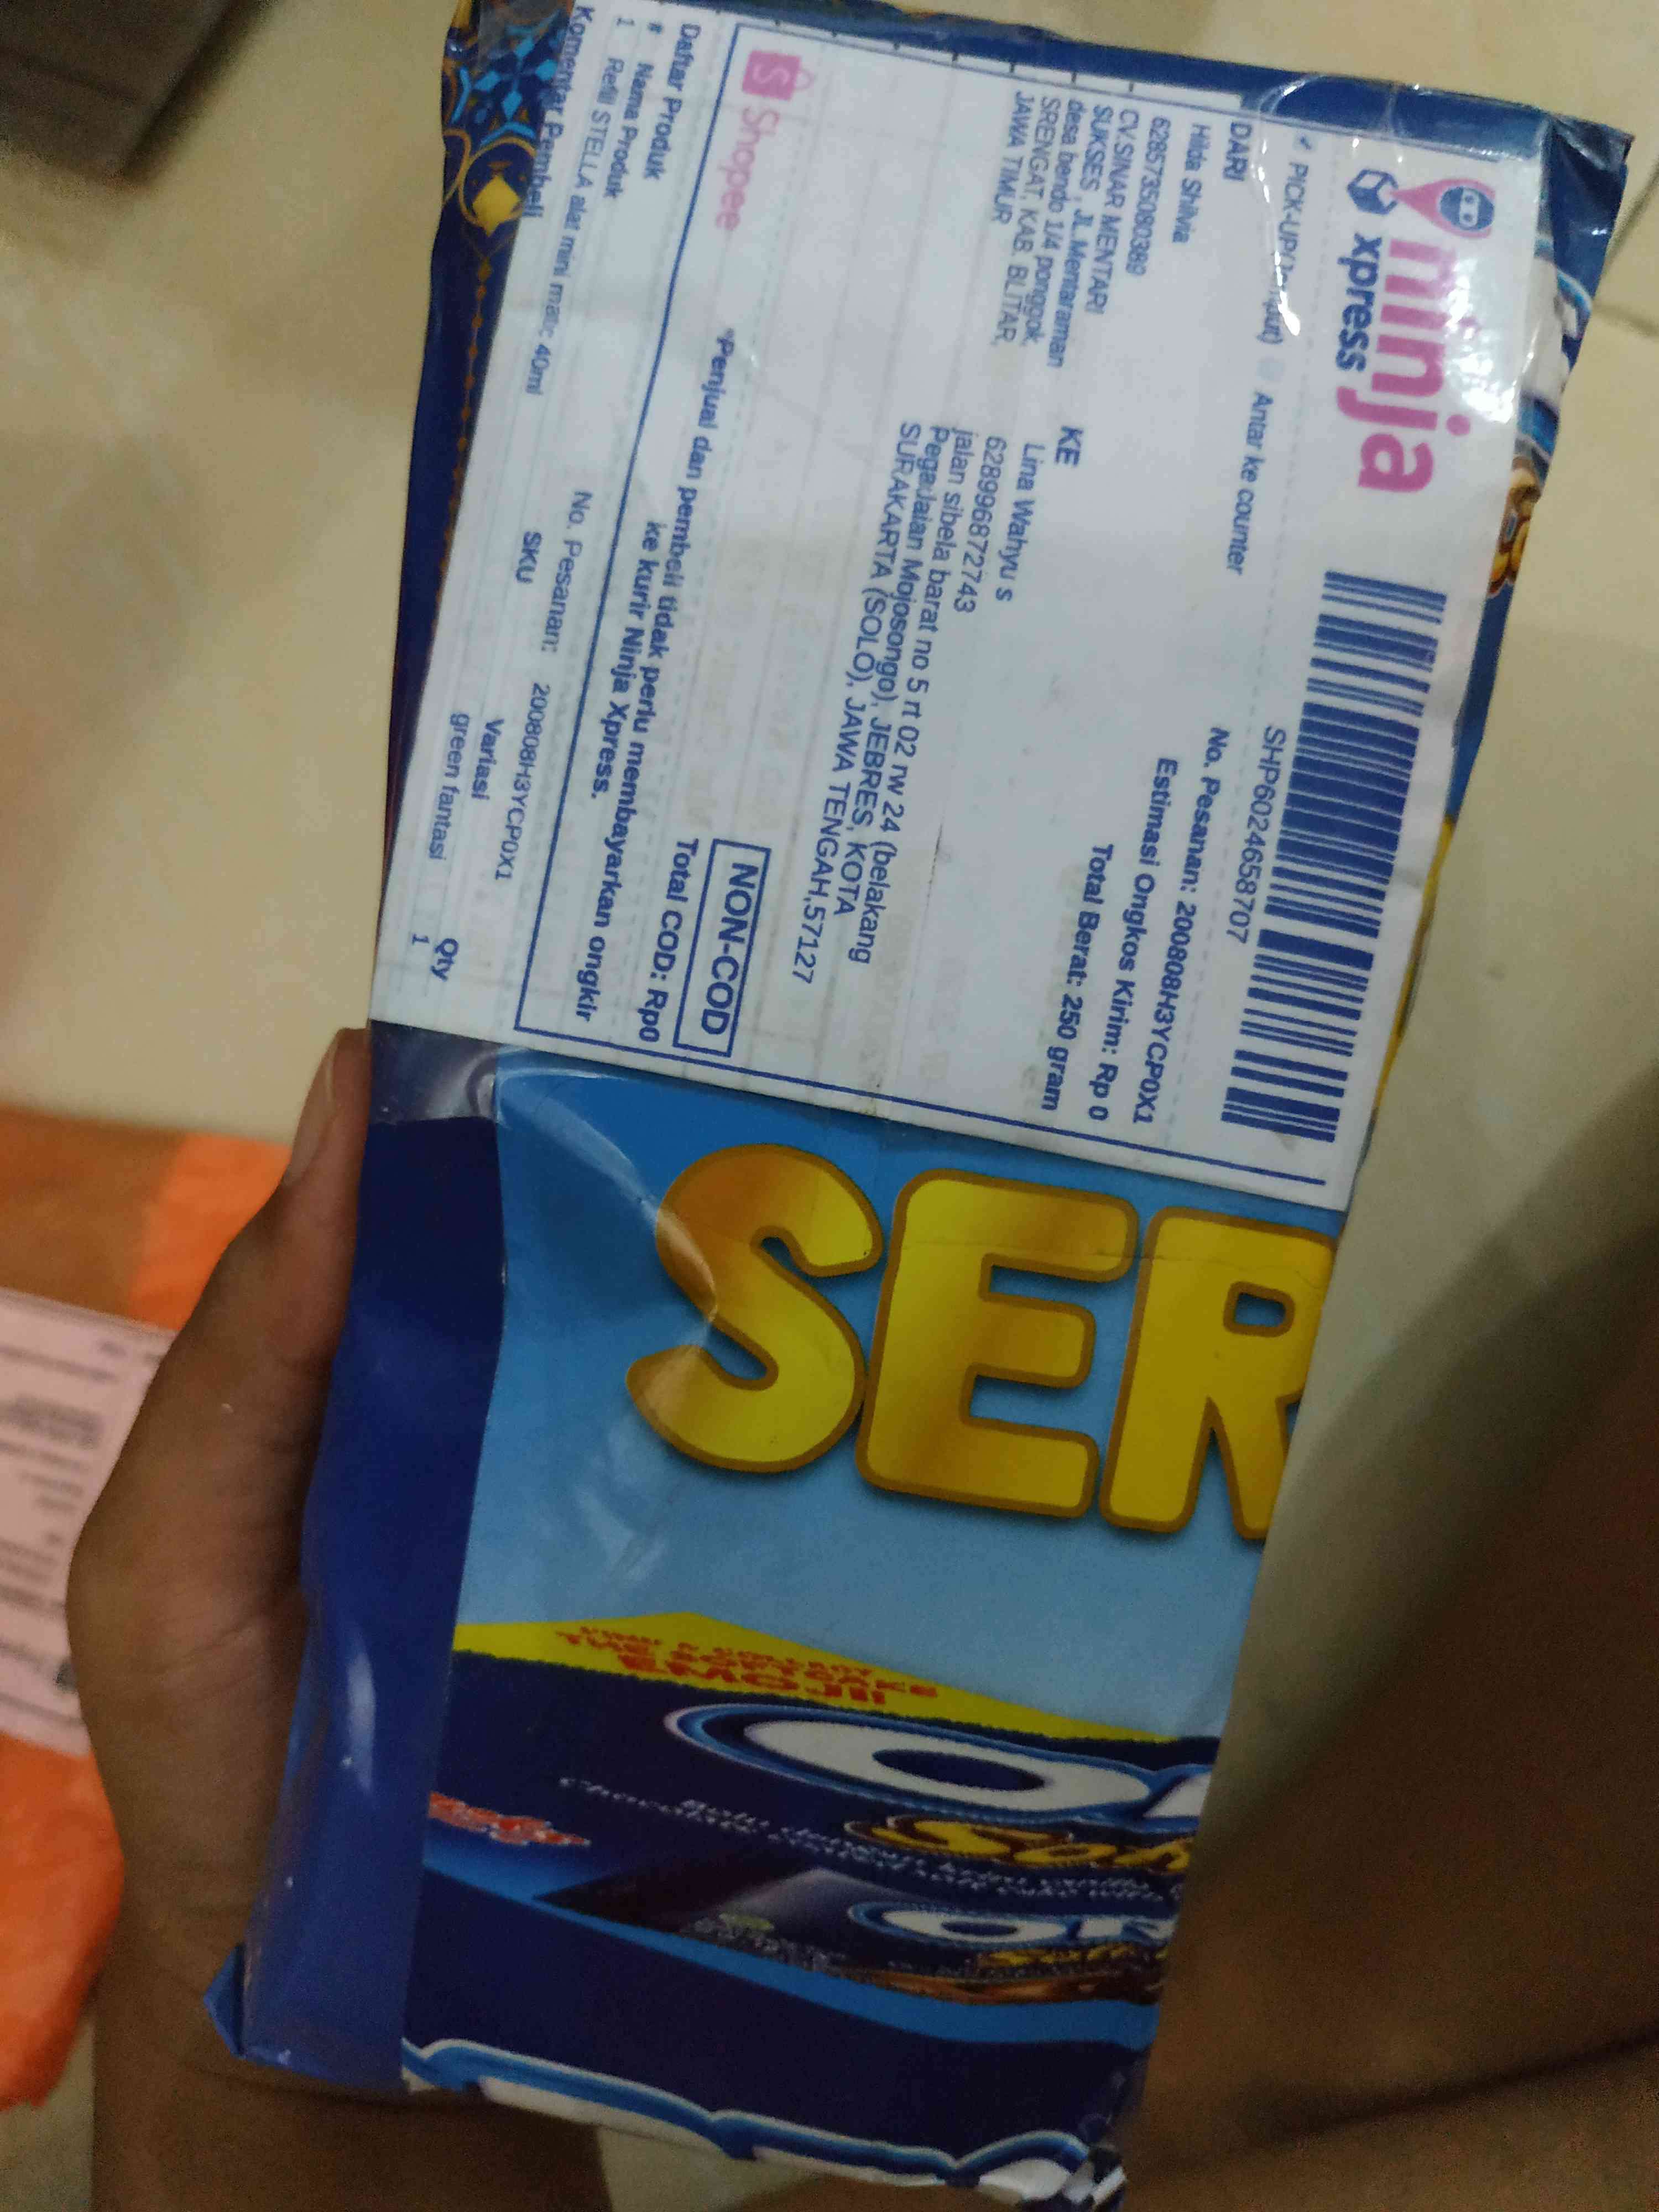 ninja
xpress
SHP6024658707
PICK-UP
Antar ke counter
No. Pesanan: 200808H3YCP0X1
Estimasi Ongkos Kirim: Rp 0
Total Berat: 250 gram
DARI
Hilda Shilvia
6285735080389
CV.SINAR MENTARI
SUKSES , JL.Mentaraman
desa bendo 1/4 ponggok
SRENGAT, KAB. BLITAR,
JAWA TIMUR
KE
Lina Wahyu s
628996872743
jalan sibela barat no 5 rt 02 rw 24 (belakang
Pegadaian Mojosongo), JEBRES, KOTA
SURAKARTA (SOLO), JAWA TENGAH,57127
Shopee
NON-COD
Total COD: Rp0
*Penjual dan pembeli tidak perlu membayarkan ongkir
ke kurir Ninja Xpress.
Daftar Produk
No. Pesanan: 200808H3YCP0X1
# Nama Produk SKU Variasi Qty
1 Refil STELLA alat mini matic 40ml green fantasi 1
Komentar Pembeli
SER
EMOJI!